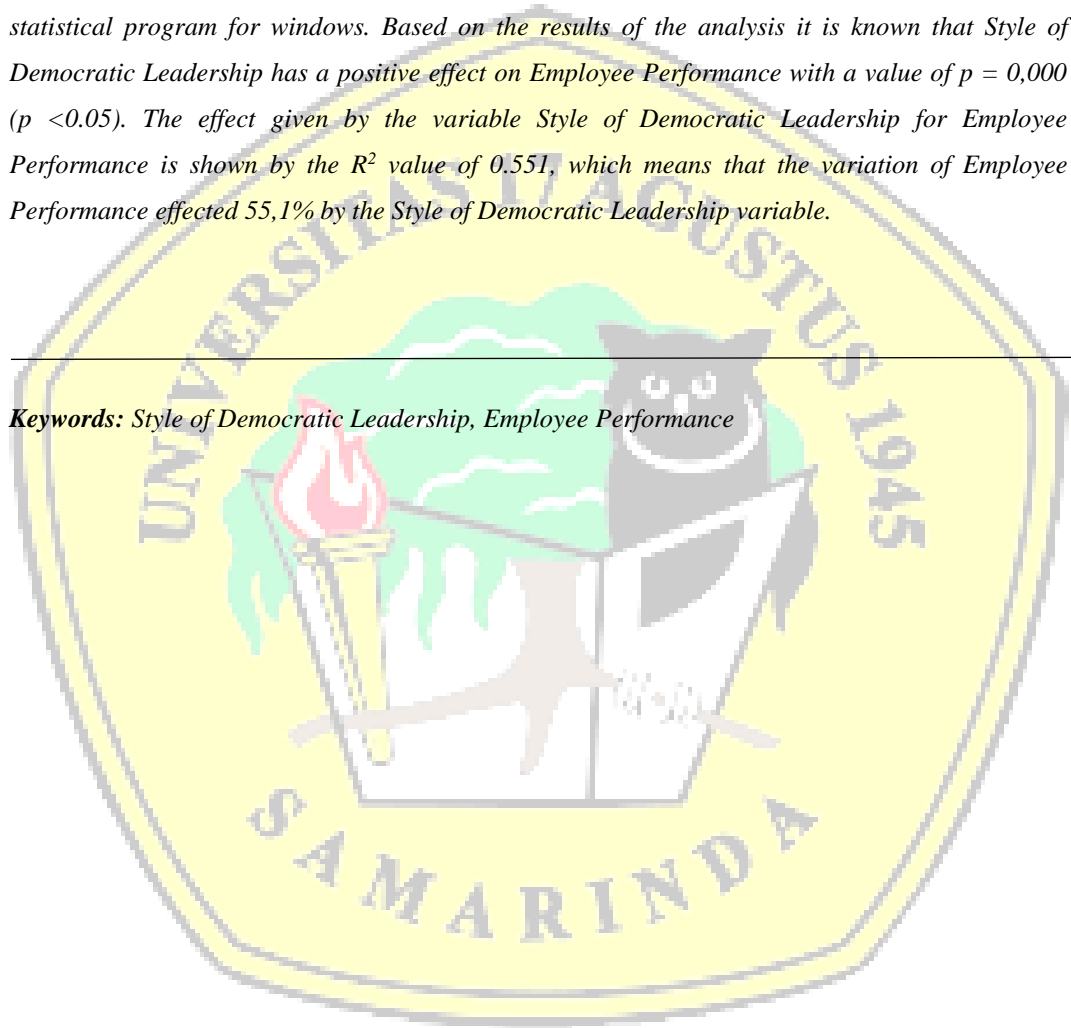 statistical program for windows. Based on the results of the analysis it is known that Style of
Democratic Leadership has a positive effect on Employee Performance with a value of p = 0,000
(p <0.05). The effect given by the variable Style of Democratic Leadership for Employee
Performance is shown by the R² value of 0.551, which means that the variation of Employee
Performance effected 55,1% by the Style of Democratic Leadership variable.
UNIVERSITAS 17 AGUSTUS 1945
Keywords: Style of Democratic Leadership, Employee Performance
SAMARINDA